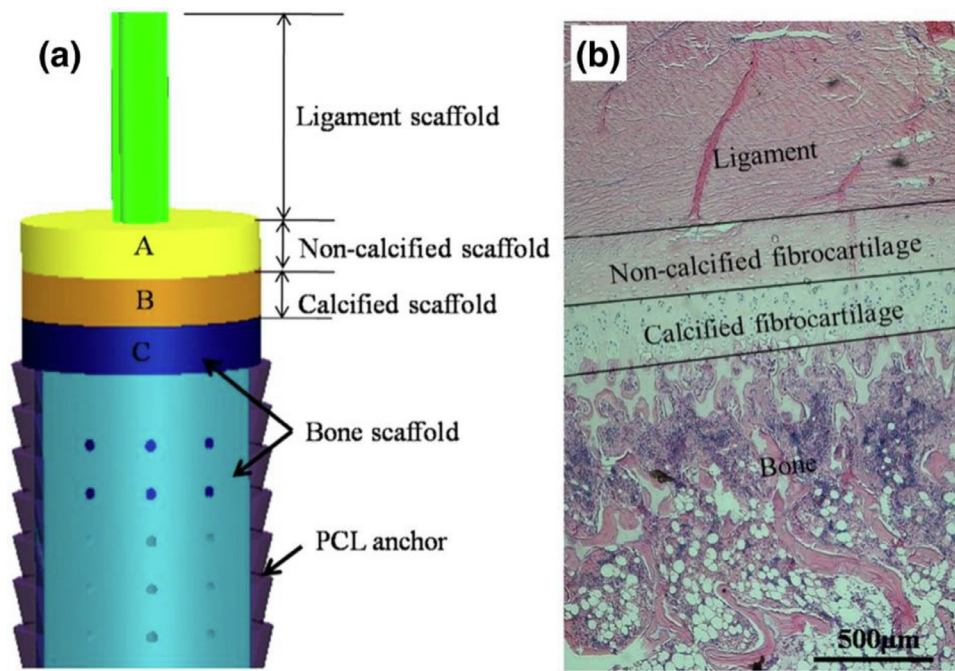 (a)
Ligament scaffold
A
Non-calcified scaffold
B
Calcified scaffold
C
Bone scaffold
PCL anchor
(b)
Ligament
Non-calcified fibrocartilage
Calcified fibrocartilage
Bone
500μm